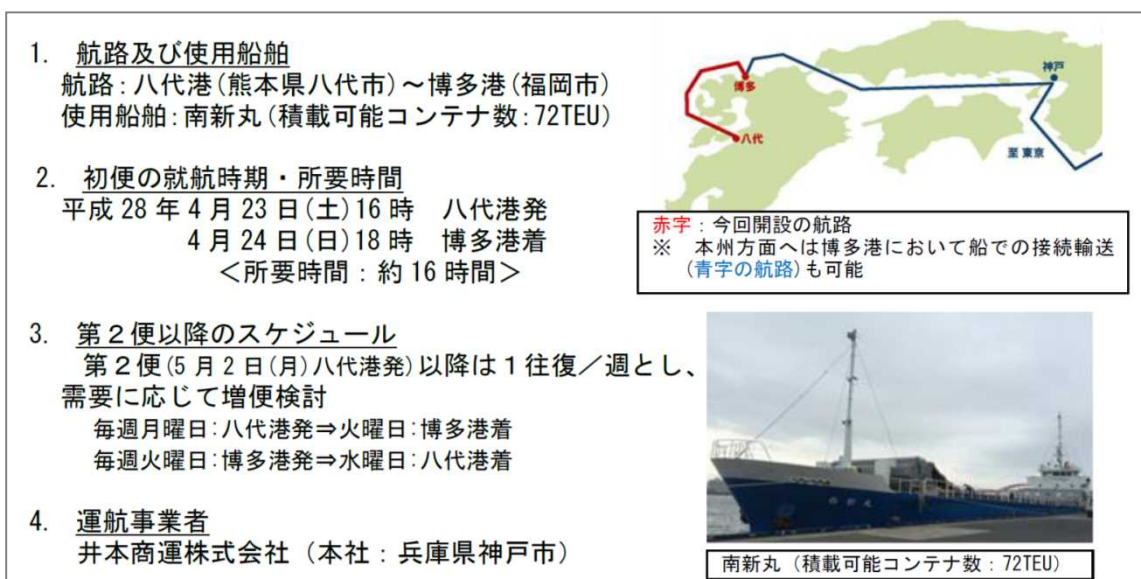 1. 航路及び使用船舶
航路：八代港(熊本県八代市)～博多港(福岡市)
使用船舶：南新丸(積載可能コンテナ数：72TEU)
2. 初便の就航時期・所要時間
平成28年4月23日(土)16時 八代港発
4月24日(日)18時 博多港着
＜所要時間：約16時間＞
3. 第2便以降のスケジュール
第2便(5月2日(月)八代港発)以降は1往復／週とし、
需要に応じて増便検討
毎週月曜日：八代港発⇒火曜日：博多港着
毎週火曜日：博多港発⇒水曜日：八代港着
4. 運航事業者
井本商運株式会社（本社：兵庫県神戸市）
博多
神戸
八代
至 東京
赤字：今回開設の航路
※ 本州方面へは博多港において船での接続輸送
(青字の航路)も可能
南新丸（積載可能コンテナ数：72TEU）